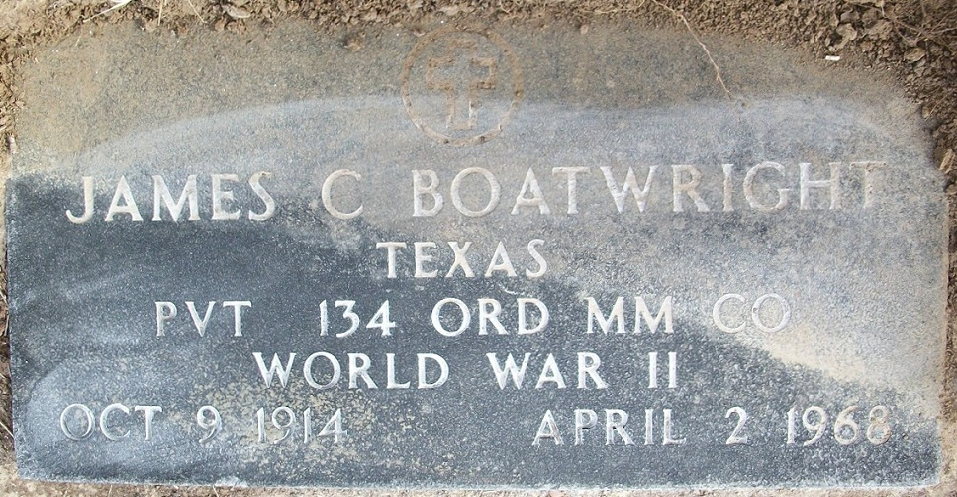 JAMES C BOATWRIGHT
TEXAS
PVT 134 ORD MM CO
WORLD WAR II
OCT 9 1914 APRIL 2 1968